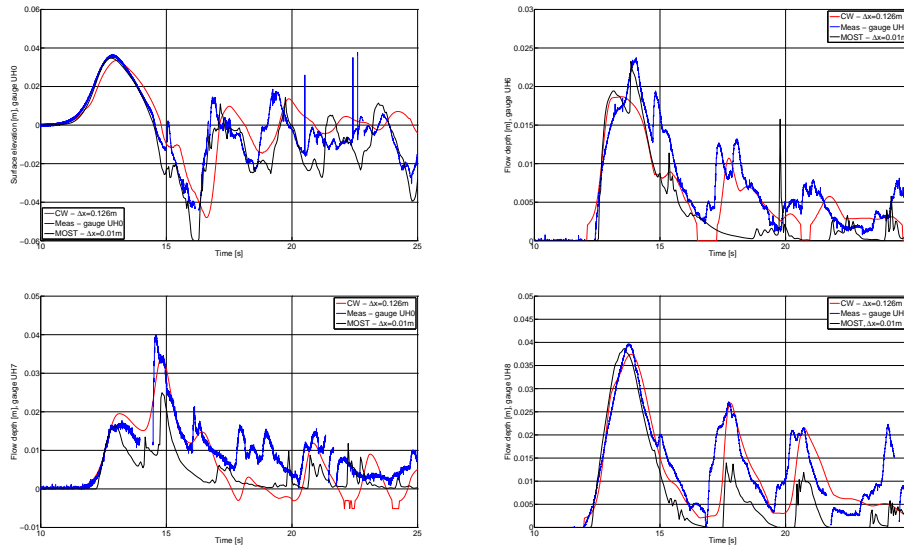 Surface elevation [m], gauge UH0
0.06
0.04
0.02
0
−0.02
−0.04
−0.06
10
15
20
25
Time [s]
CW − Δx=0.126m
Meas − gauge UH0
MOST − Δx=0.01m
Flow depth [m], gauge UH6
0.03
0.025
0.02
0.015
0.01
0.005
0
10
15
20
Time [s]
CW − Δx=0.126m
Meas − gauge UH
MOST − Δx=0.01m
Flow depth [m], gauge UH7
0.05
0.04
0.03
0.02
0.01
0
−0.01
10
15
20
25
Time [s]
CW − Δx=0.126m
Meas − gauge UH0
MOST − Δx=0.01m
Flow depth [m], gauge UH8
0.05
0.045
0.04
0.035
0.03
0.025
0.02
0.015
0.01
0.005
0
10
15
20
Time [s]
CW − Δx=0.126m
Meas − gauge UH
MOST, Δx=0.01m